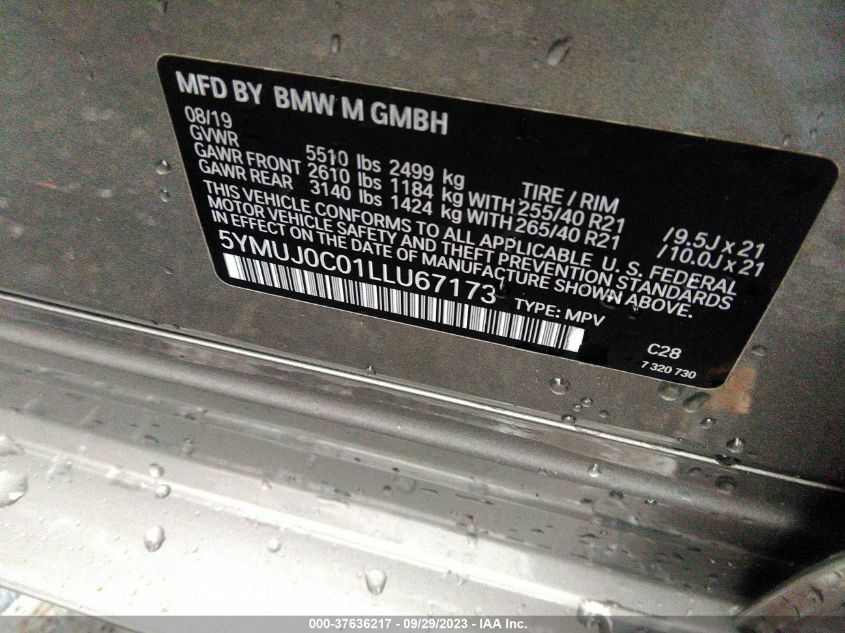 MFD BY BMW M GMBH
08/19
GVWR 5510 lbs 2499 kg TIRE / RIM
GAWR FRONT 2610 lbs 1184 kg WITH 255/40 R21 /9.5J x 21
GAWR REAR 3140 lbs 1424 kg WITH 265/40 R21 /10.0J x 21
THIS VEHICLE CONFORMS TO ALL APPLICABLE U. S. FEDERAL
MOTOR VEHICLE SAFETY AND THEFT PREVENTION STANDARDS
IN EFFECT ON THE DATE OF MANUFACTURE SHOWN ABOVE.
5YMUJ0C01LLU67173 TYPE: MPV
C28
7 320 730
000-37636217 - 09/29/2023 - IAA Inc.